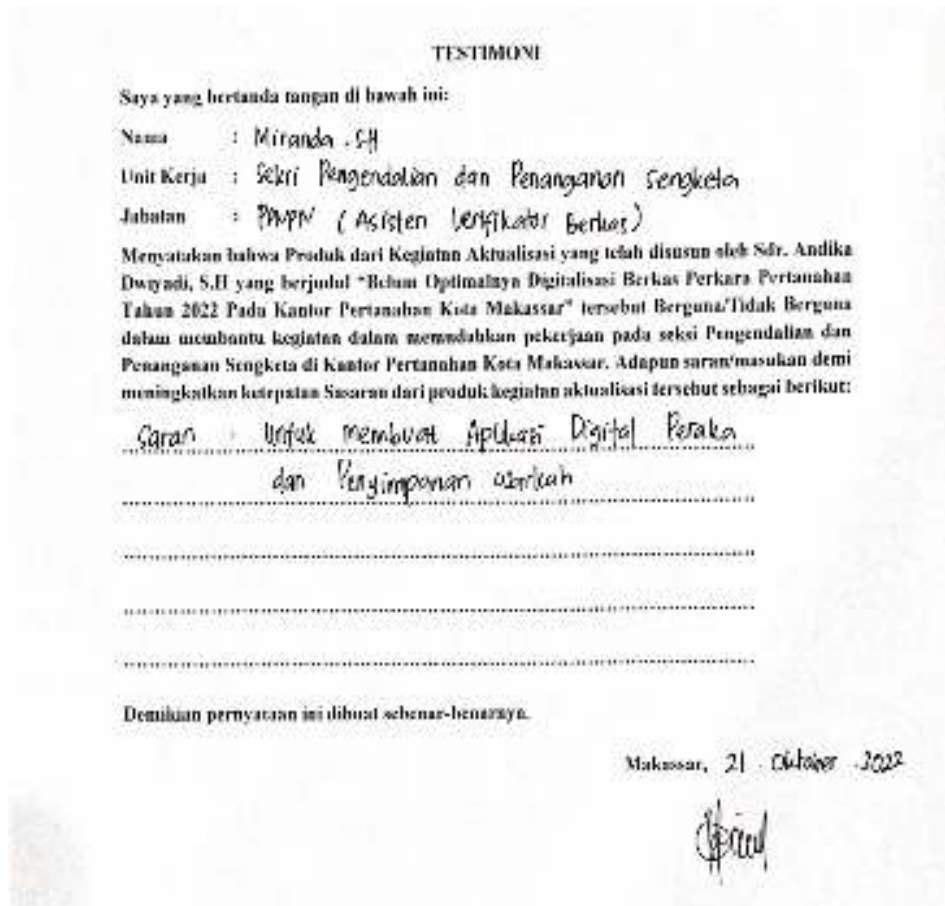 TESTIMONI
Saya yang bertanda tangan di bawah ini:
Nama : Miranda . SH
Unit Kerja : Seksi Pengendalian dan Penanganan Sengketa
Jabatan : PPNPN (Asisten Verifikator Berkas)
Menyatakan bahwa Produk dari Kegiatan Aktualisasi yang telah disusun oleh Sdr. Andika
Dwiyadi, S.H yang berjudul "Belum Optimalnya Digitalisasi Berkas Perkara Pertanahan
Tahun 2022 Pada Kantor Pertanahan Kota Makassar" tersebut Berguna/Tidak Berguna
dalam membantu kegiatan dalam memudahkan pekerjaan pada seksi Pengendalian dan
Penanganan Sengketa di Kantor Pertanahan Kota Makassar. Adapun saran/masukan demi
meningkatkan ketepatan Sasaran dari produk kegiatan aktualisasi tersebut sebagai berikut:
Saran : Untuk membuat Aplikasi Digital
dan Penyimpanan warkah
Demikian pernyataan ini dibuat sebenar-benarnya.
Makassar, 21 Oktober 2022